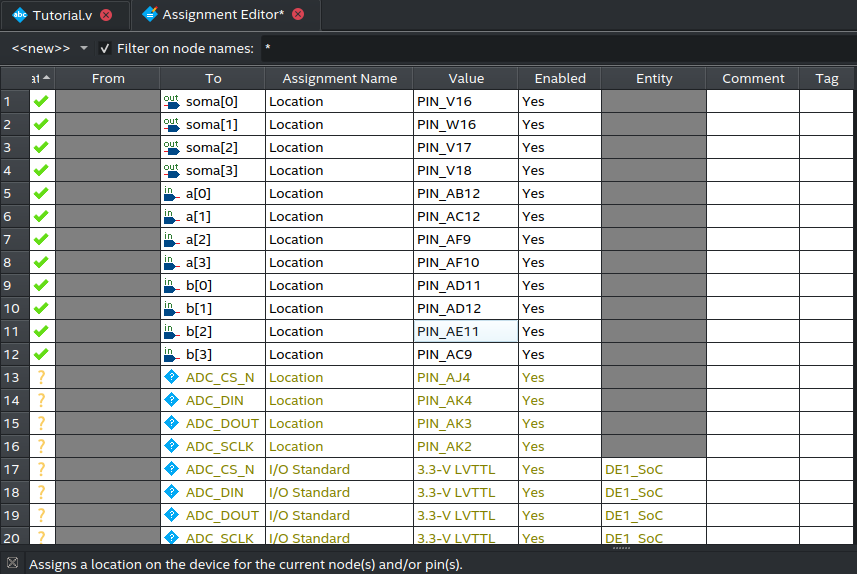 Tutorial.v Assignment Editor*
<<new>> Filter on node names: *
at From To Assignment Name Value Enabled Entity Comment Tag
1 out soma[0] Location PIN_V16 Yes
2 out soma[1] Location PIN_W16 Yes
3 out soma[2] Location PIN_V17 Yes
4 out soma[3] Location PIN_V18 Yes
5 in a[0] Location PIN_AB12 Yes
6 in a[1] Location PIN_AC12 Yes
7 in a[2] Location PIN_AF9 Yes
8 in a[3] Location PIN_AF10 Yes
9 in b[0] Location PIN_AD11 Yes
10 in b[1] Location PIN_AD12 Yes
11 in b[2] Location PIN_AE11 Yes
12 in b[3] Location PIN_AC9 Yes
13 ? ? ADC_CS_N Location PIN_AJ4 Yes
14 ? ? ADC_DIN Location PIN_AK4 Yes
15 ? ? ADC_DOUT Location PIN_AK3 Yes
16 ? ? ADC_SCLK Location PIN_AK2 Yes
17 ? ? ADC_CS_N I/O Standard 3.3-V LVTTL Yes DE1_SoC
18 ? ? ADC_DIN I/O Standard 3.3-V LVTTL Yes DE1_SoC
19 ? ? ADC_DOUT I/O Standard 3.3-V LVTTL Yes DE1_SoC
20 ? ? ADC_SCLK I/O Standard 3.3-V LVTTL Yes DE1_SoC
Assigns a location on the device for the current node(s) and/or pin(s).